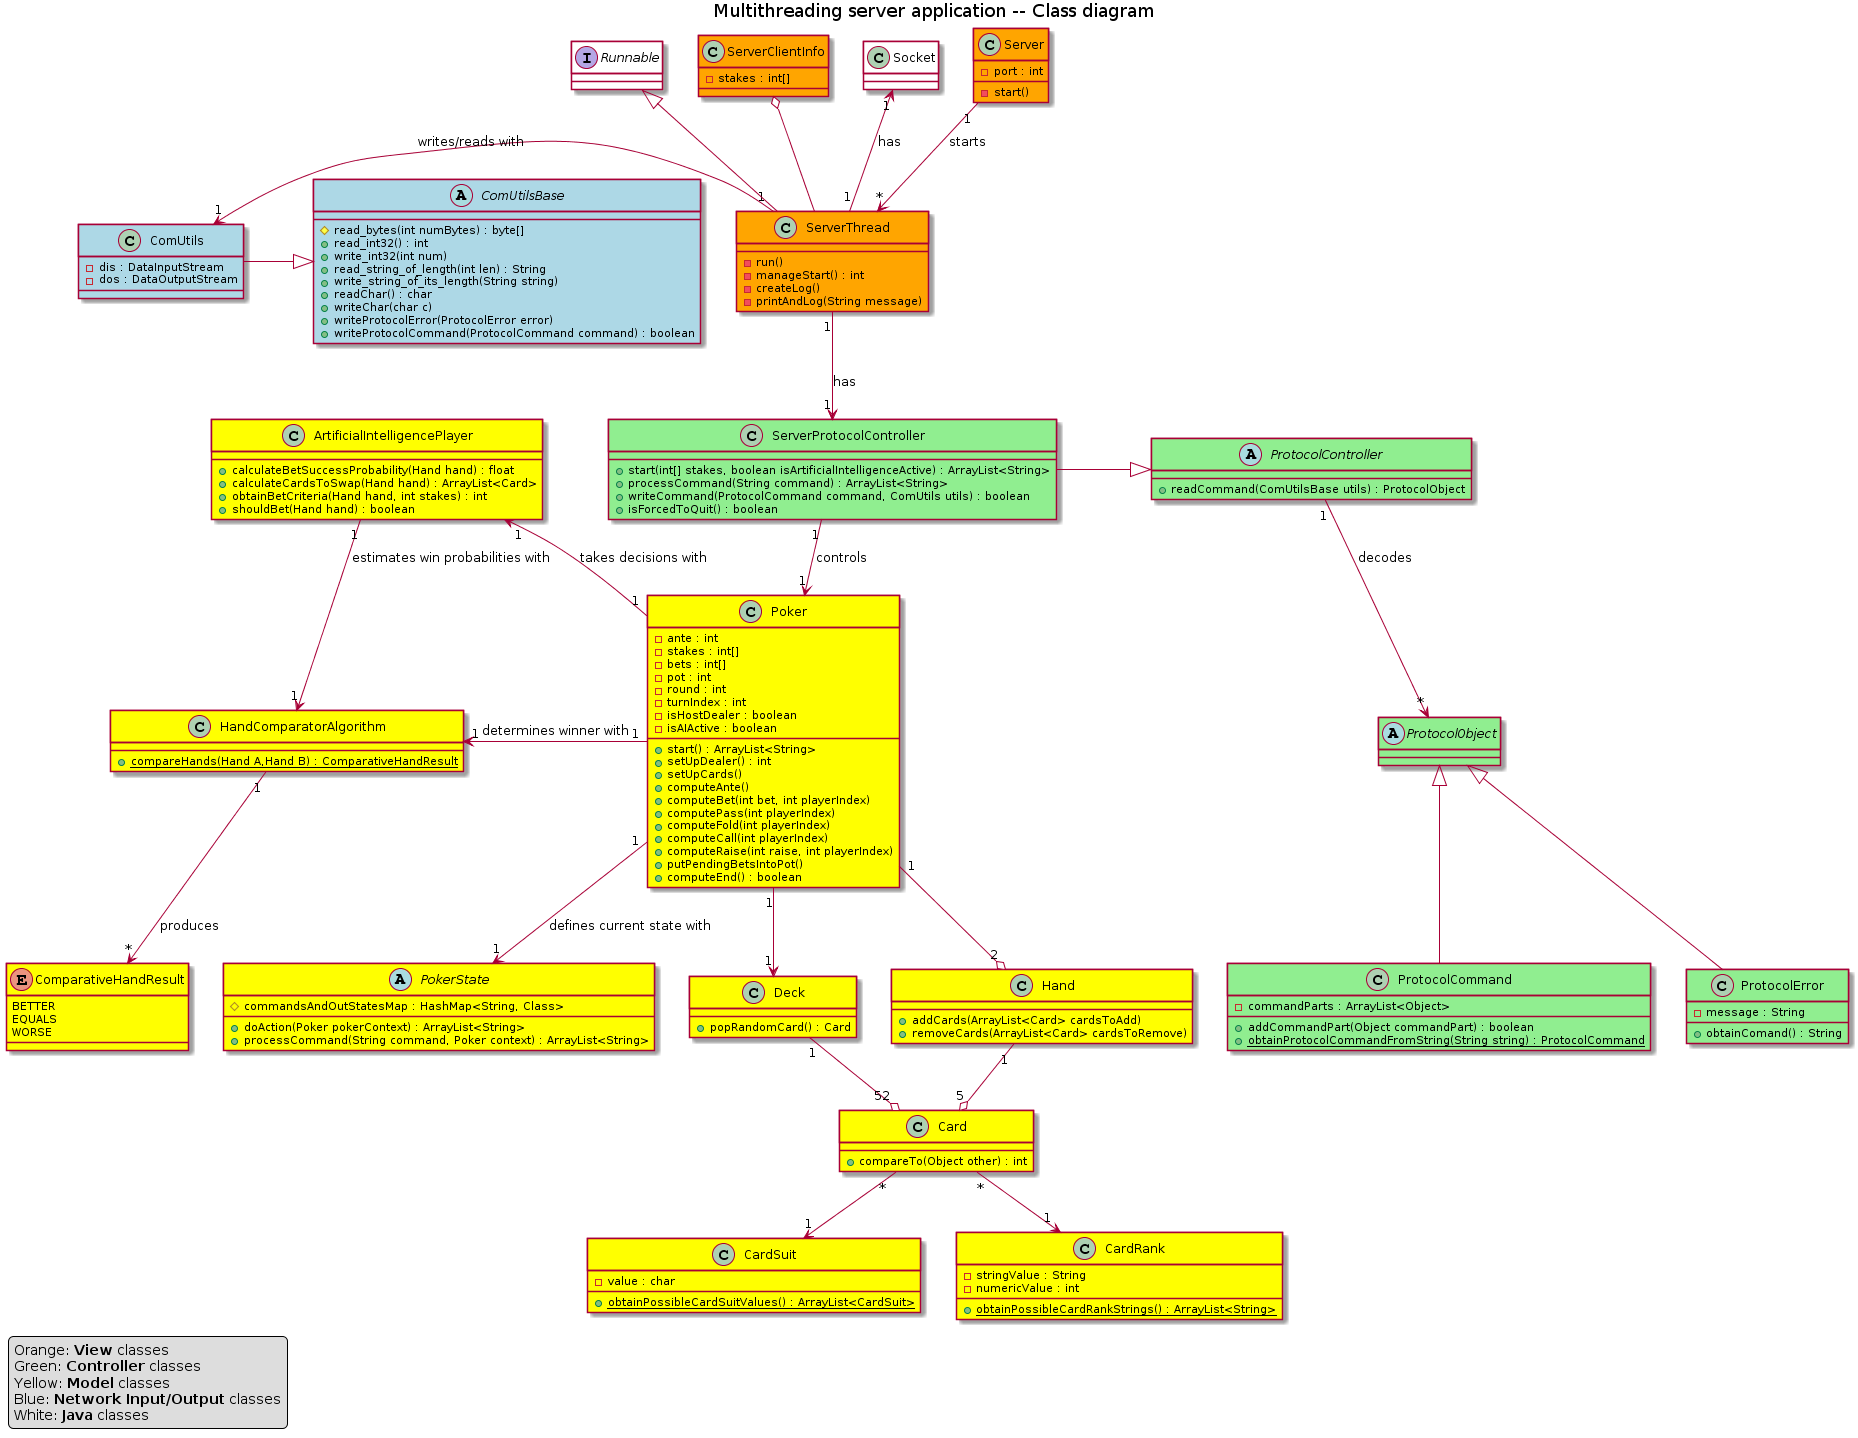 Multithreading server application -- Class diagram
I Runnable
C ServerClientInfo
stakes : int[]
C Socket
C Server
port : int
start()
1
1
has
starts
writes/reads with
1
1
*
1
C ComUtils
dis : DataInputStream
dos : DataOutputStream
A ComUtilsBase
read_bytes(int numBytes) : byte[]
read_int32() : int
write_int32(int num)
read_string_of_length(int len) : String
write_string_of_its_length(String string)
readChar() : char
writeChar(char c)
writeProtocolError(ProtocolError error)
writeProtocolCommand(ProtocolCommand command) : boolean
C ServerThread
run()
manageStart() : int
createLog()
printAndLog(String message)
1
has
1
C ArtificialIntelligencePlayer
calculateBetSuccessProbability(Hand hand) : float
calculateCardsToSwap(Hand hand) : ArrayList<Card>
obtainBetCriteria(Hand hand, int stakes) : int
shouldBet(Hand hand) : boolean
C ServerProtocolController
start(int[] stakes, boolean isArtificialIntelligenceActive) : ArrayList<String>
processCommand(String command) : ArrayList<String>
writeCommand(ProtocolCommand command, ComUtils utils) : boolean
isForcedToQuit() : boolean
A ProtocolController
readCommand(ComUtilsBase utils) : ProtocolObject
1
1
1
1
estimates win probabilities with
takes decisions with
controls
decodes
1
1
C Poker
ante : int
stakes : int[]
bets : int[]
pot : int
round : int
turnIndex : int
isHostDealer : boolean
isAIActive : boolean
start() : ArrayList<String>
setUpDealer() : int
setUpCards()
computeAnte()
computeBet(int bet, int playerIndex)
computePass(int playerIndex)
computeFold(int playerIndex)
computeCall(int playerIndex)
computeRaise(int raise, int playerIndex)
putPendingBetsIntoPot()
computeEnd() : boolean
1
*
C HandComparatorAlgorithm
compareHands(Hand A,Hand B) : ComparativeHandResult
1
determines winner with
1
A ProtocolObject
1
1
1
1
produces
defines current state with
*
1
1
2
E ComparativeHandResult
BETTER
EQUALS
WORSE
A PokerState
commandsAndOutStatesMap : HashMap<String, Class>
doAction(Poker pokerContext) : ArrayList<String>
processCommand(String command, Poker context) : ArrayList<String>
C Deck
popRandomCard() : Card
C Hand
addCards(ArrayList<Card> cardsToAdd)
removeCards(ArrayList<Card> cardsToRemove)
C ProtocolCommand
commandParts : ArrayList<Object>
addCommandPart(Object commandPart) : boolean
obtainProtocolCommandFromString(String string) : ProtocolCommand
C ProtocolError
message : String
obtainComand() : String
1
1
52
5
C Card
compareTo(Object other) : int
*
*
1
1
C CardSuit
value : char
obtainPossibleCardSuitValues() : ArrayList<CardSuit>
C CardRank
stringValue : String
numericValue : int
obtainPossibleCardRankStrings() : ArrayList<String>
Orange: View classes
Green: Controller classes
Yellow: Model classes
Blue: Network Input/Output classes
White: Java classes